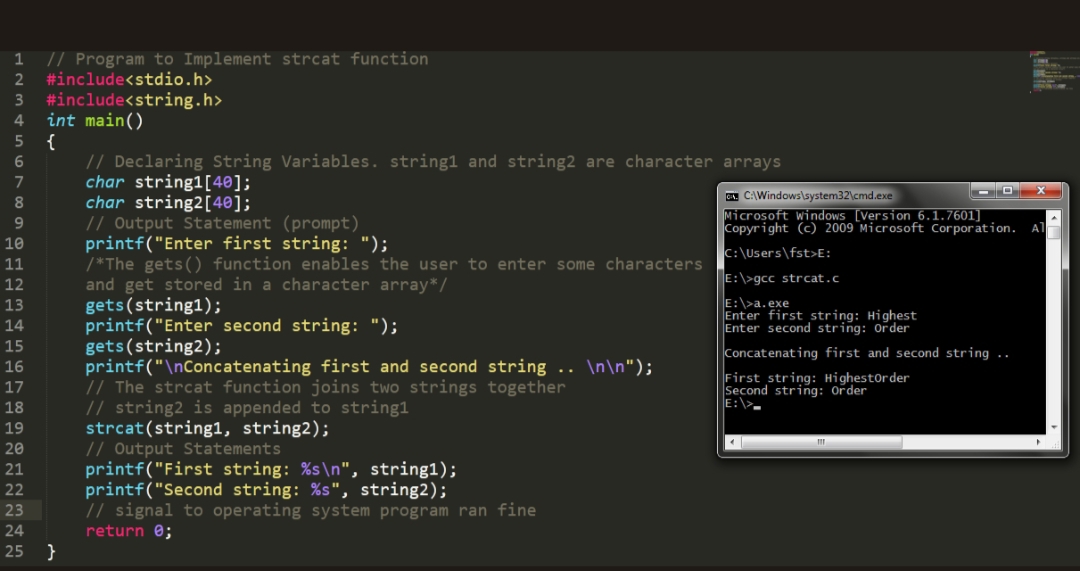 1 // Program to Implement strcat function
2 #include<stdio.h>
3 #include<string.h>
4 int main()
5 {
6 // Declaring String Variables. string1 and string2 are character arrays
7 char string1[40];
8 char string2[40];
9 // Output Statement (prompt)
10 printf("Enter first string: ");
11 /*The gets() function enables the user to enter some characters
12 and get stored in a character array*/
13 gets(string1);
14 printf("Enter second string: ");
15 gets(string2);
16 printf("\nConcatenating first and second string .. \n\n");
17 // The strcat function joins two strings together
18 // string2 is appended to string1
19 strcat(string1, string2);
20 // Output Statements
21 printf("First string: %s\n", string1);
22 printf("Second string: %s", string2);
23 // signal to operating system program ran fine
24 return 0;
25 }
C:\Windows\system32\cmd.exe
Microsoft Windows [Version 6.1.7601]
Copyright (c) 2009 Microsoft Corporation. Al
C:\Users\fst>E:
E:\>gcc strcat.c
E:\>a.exe
Enter first string: Highest
Enter second string: Order
Concatenating first and second string ..
First string: HighestOrder
Second string: Order
E:\>_